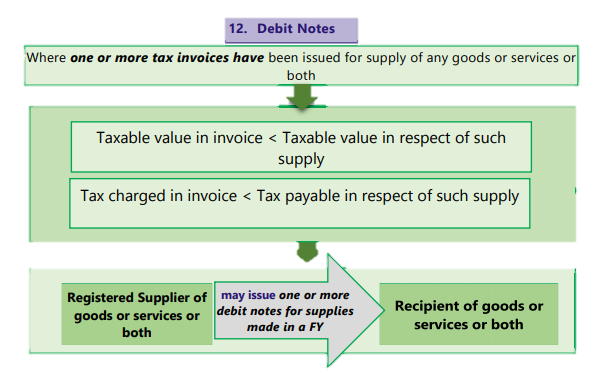 12. Debit Notes
Where one or more tax invoices have been issued for supply of any goods or services or
both
Taxable value in invoice < Taxable value in respect of such
supply
Tax charged in invoice < Tax payable in respect of such supply
Registered Supplier of
goods or services or
both
may issue one or more
debit notes for supplies
made in a FY
Recipient of goods or
services or both